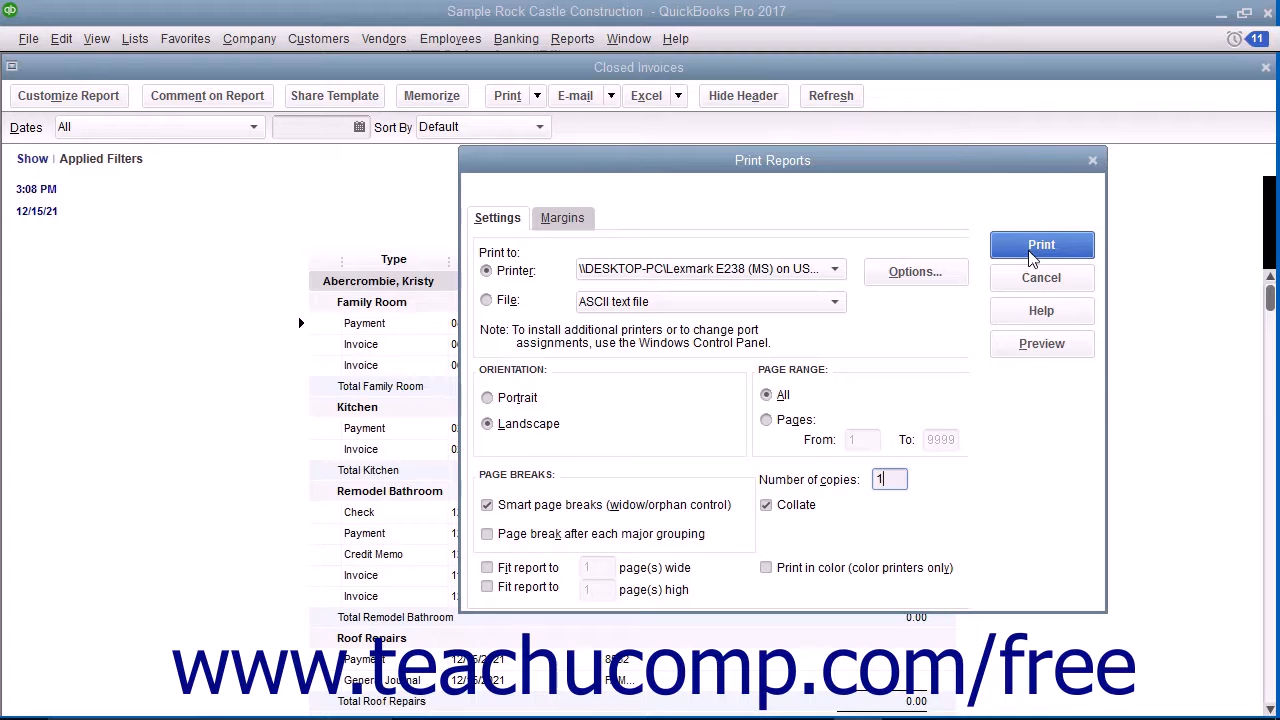 Sample Rock Castle Construction - QuickBooks Pro 2017
File Edit View Lists Favorites Company Customers Vendors Employees Banking Reports Window Help 11
Closed Invoices
Customize Report Comment on Report Share Template Memorize Print E-mail Excel Hide Header Refresh
Dates All Sort By Default
Show | Applied Filters
3:08 PM
12/15/21
Type
Abercrombie, Kristy
Family Room
Payment
Invoice
Invoice
Total Family Room
Kitchen
Payment
Invoice
Total Kitchen
Remodel Bathroom
Check
Payment
Credit Memo
Invoice
Invoice
Total Remodel Bathroom 0.00
Roof Repairs
Payment 12/15/21
General Journal
Total Roof Repairs 0.00
Print Reports
Settings Margins
Print to:
Printer: \\DESKTOP-PC\Lexmark E238 (MS) on US... Options...
File: ASCII text file
Note: To install additional printers or to change port
assignments, use the Windows Control Panel.
ORIENTATION:
Portrait
Landscape
PAGE RANGE:
All
Pages:
From: 1 To: 9999
PAGE BREAKS:
Smart page breaks (widow/orphan control)
Page break after each major grouping
Number of copies: 1
Collate
Fit report to 1 page(s) wide
Fit report to 1 page(s) high
Print in color (color printers only)
Print
Cancel
Help
Preview
www.teachucomp.com/free